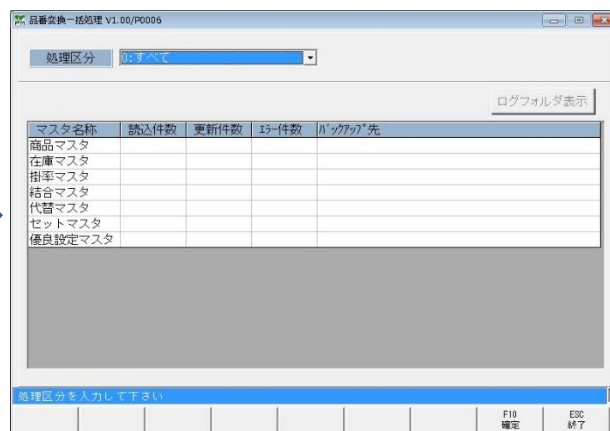 品番変換一括処理 V1.00/P0006
処理区分 0:すべて
ログフォルダ表示
マスタ名称 読込件数 更新件数 ｴﾗｰ件数 ﾊﾞｯｸｱｯﾌﾟ先
商品マスタ
在庫マスタ
掛率マスタ
結合マスタ
代替マスタ
セットマスタ
優良設定マスタ
処理区分を入力して下さい
F10 ESC
確定 終了